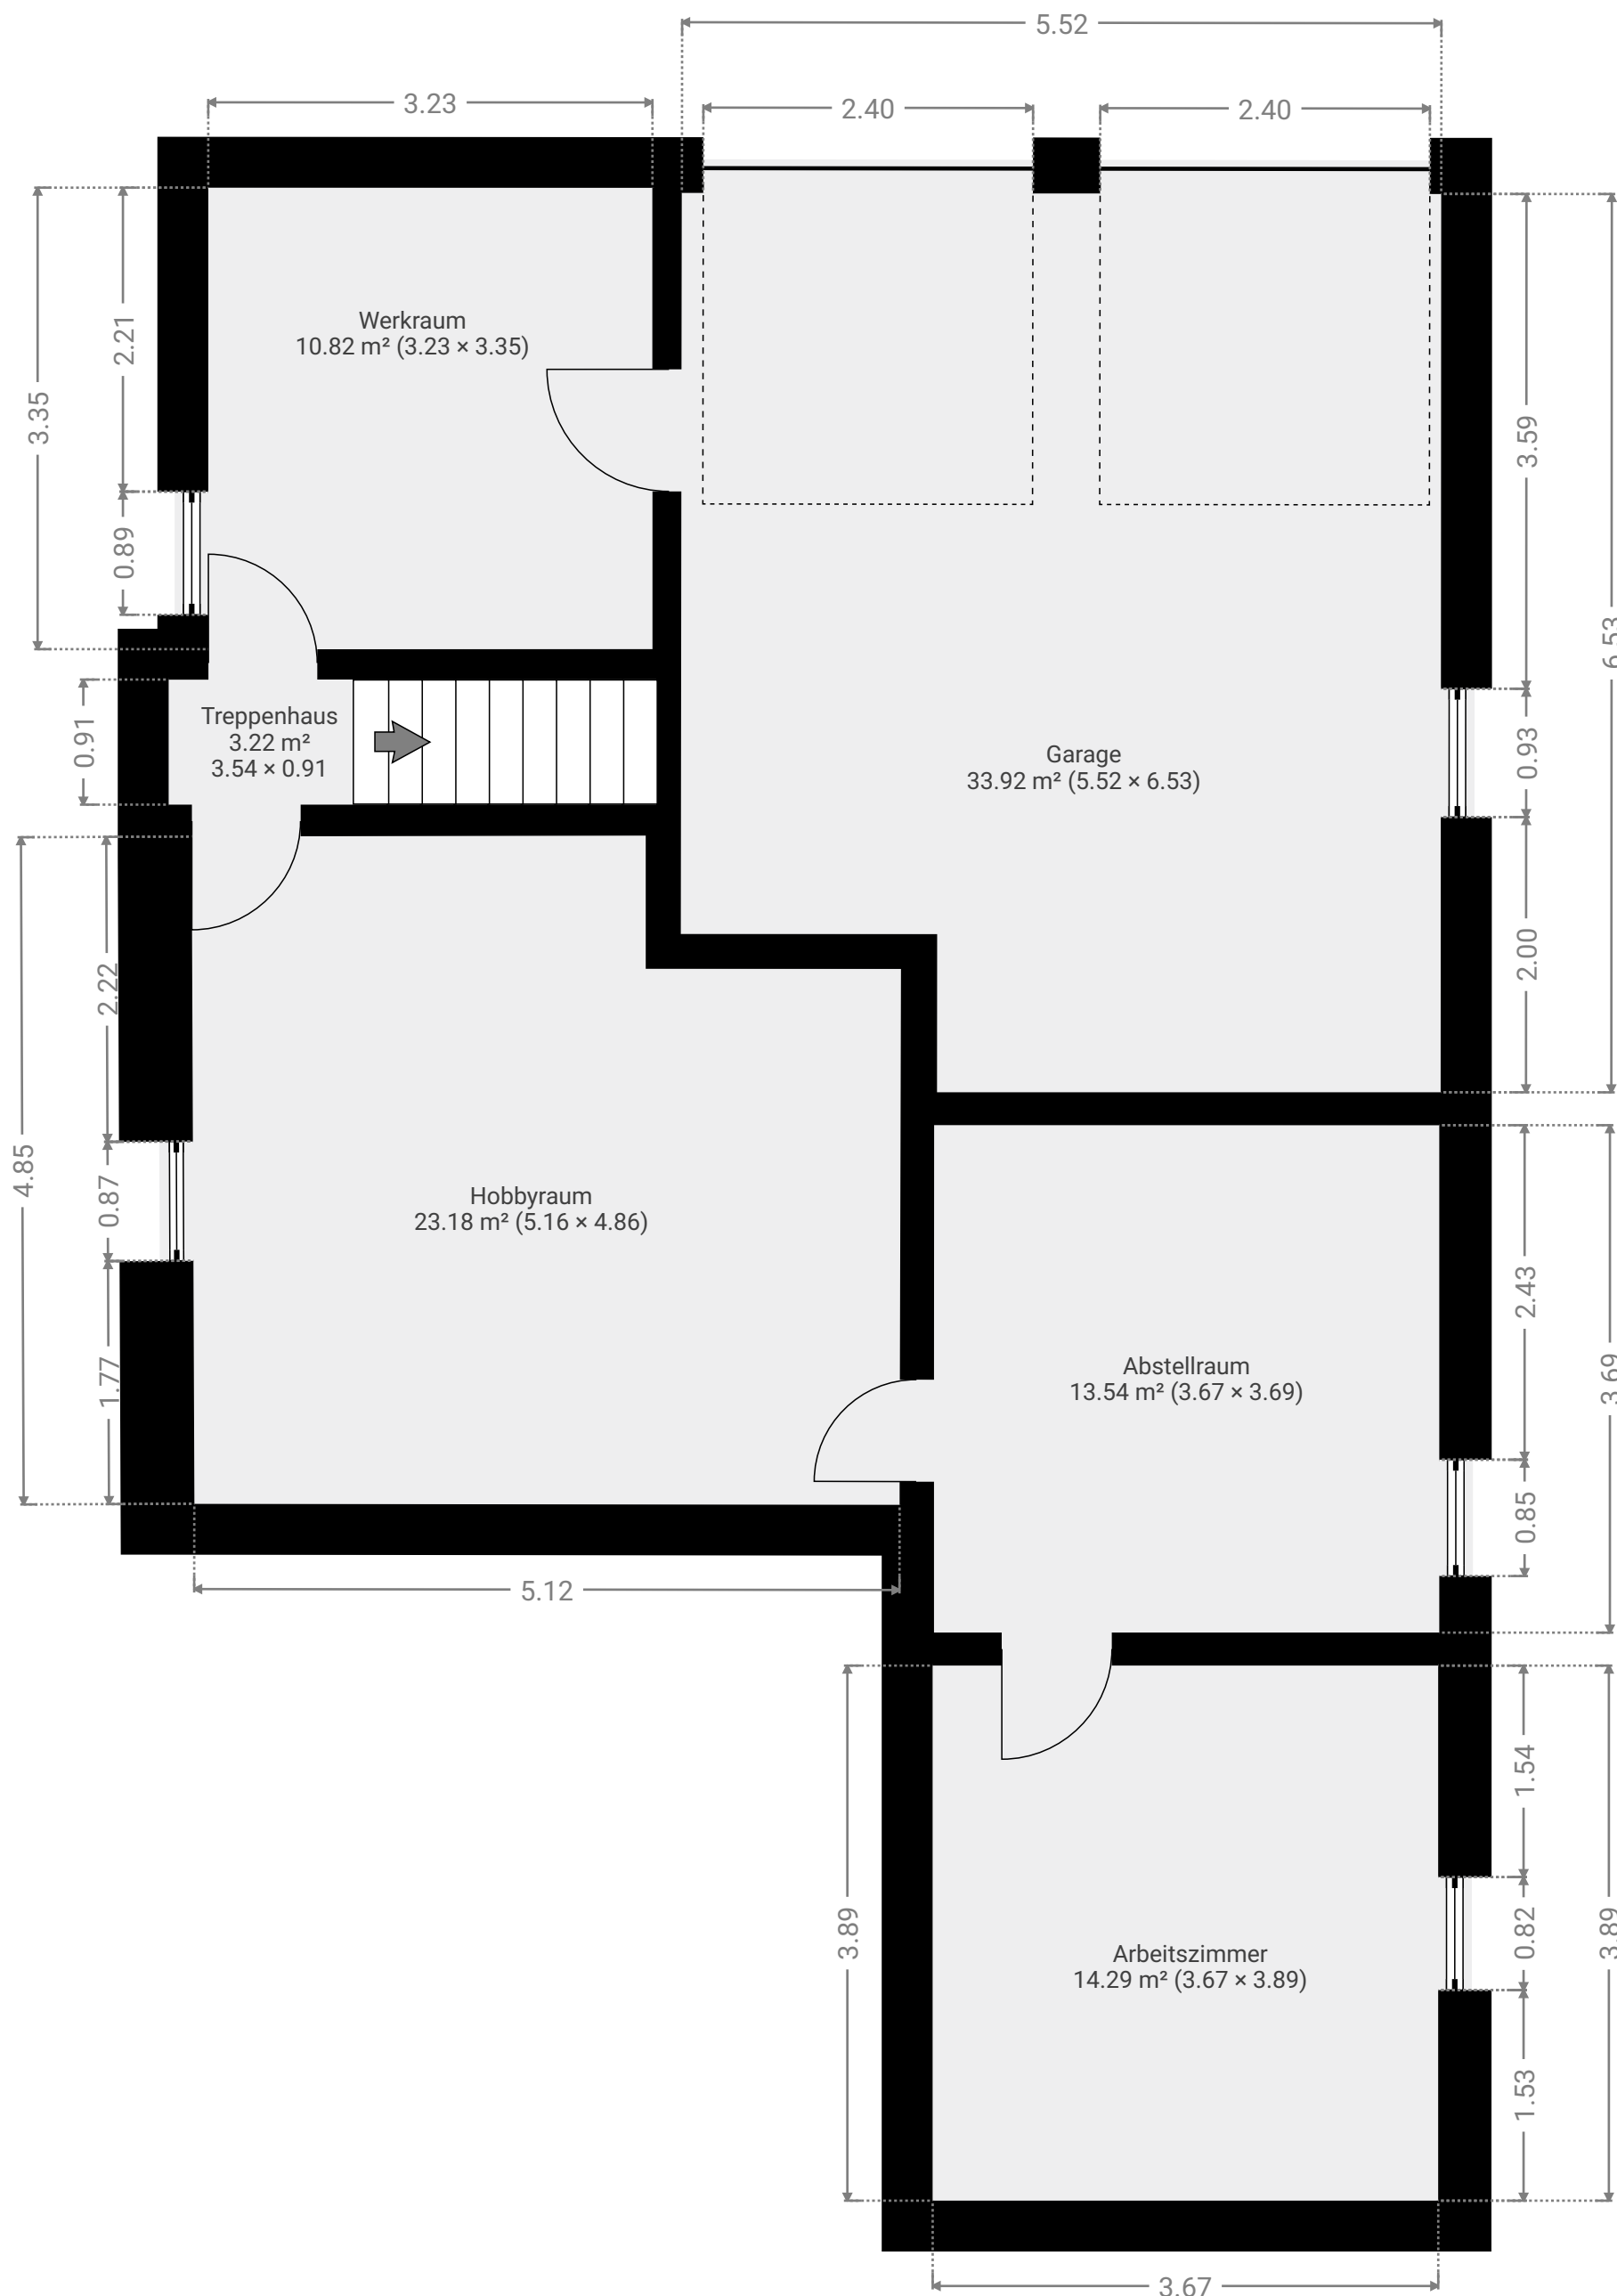 5.52
3.23
2.40
2.40
Werkraum
10.82 m² (3.23 × 3.35)
2.21
3.35
0.89
3.59
6.53
Treppenhaus
3.22 m²
3.54 × 0.91
0.91
Garage
33.92 m² (5.52 × 6.53)
0.93
2.00
2.22
4.85
0.87
1.77
Hobbyraum
23.18 m² (5.16 × 4.86)
2.43
3.69
Abstellraum
13.54 m² (3.67 × 3.69)
0.85
5.12
1.54
3.89
0.82
3.89
Arbeitszimmer
14.29 m² (3.67 × 3.89)
1.53
3.67